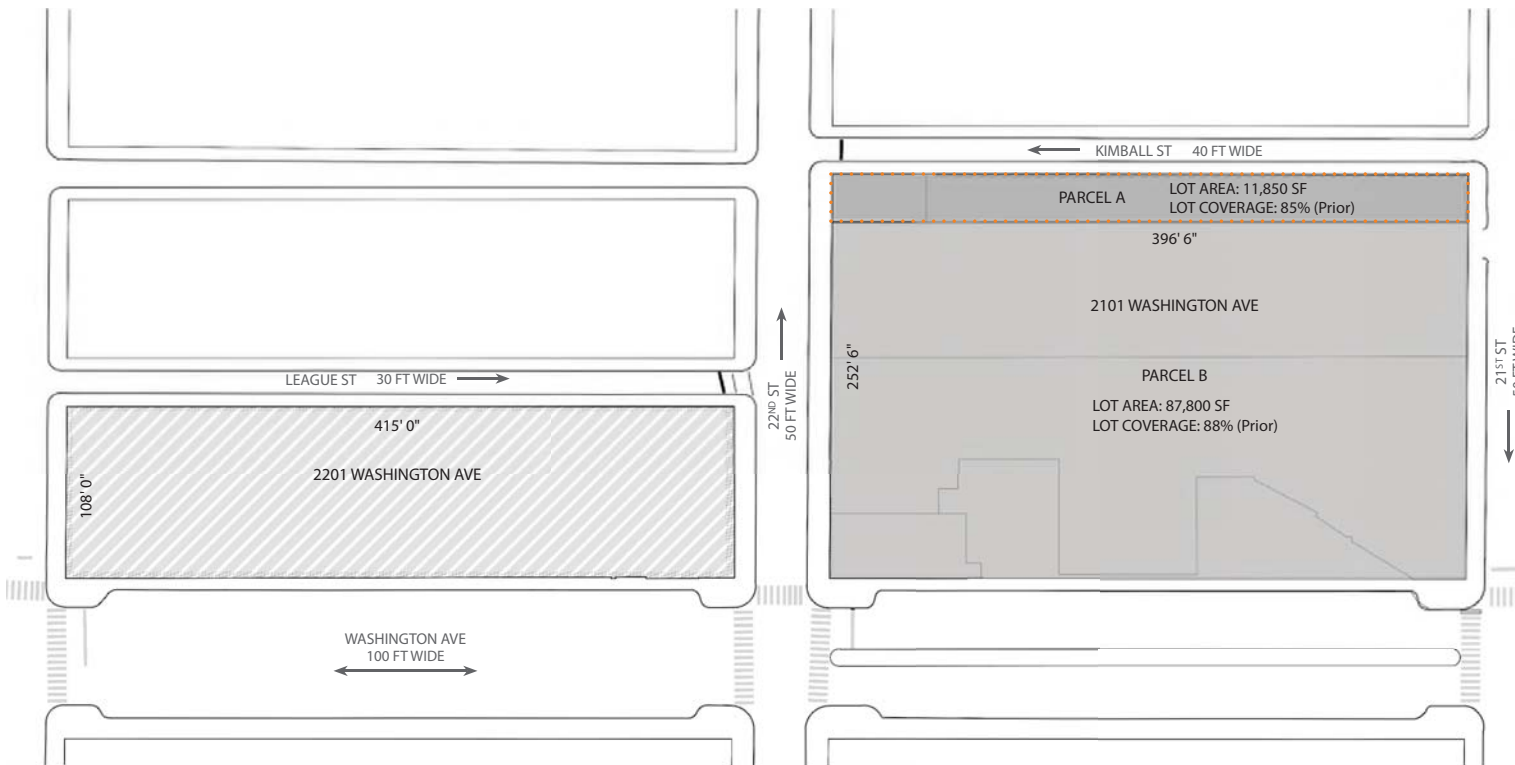 KIMBALL ST 40 FT WIDE
PARCEL A
LOT AREA: 11,850 SF
LOT COVERAGE: 85% (Prior)
396' 6"
2101 WASHINGTON AVE
252' 6"
PARCEL B
LOT AREA: 87,800 SF
LOT COVERAGE: 88% (Prior)
21ST ST
22ND ST
50 FT WIDE
LEAGUE ST 30 FT WIDE
415' 0"
2201 WASHINGTON AVE
108' 0"
WASHINGTON AVE
100 FT WIDE